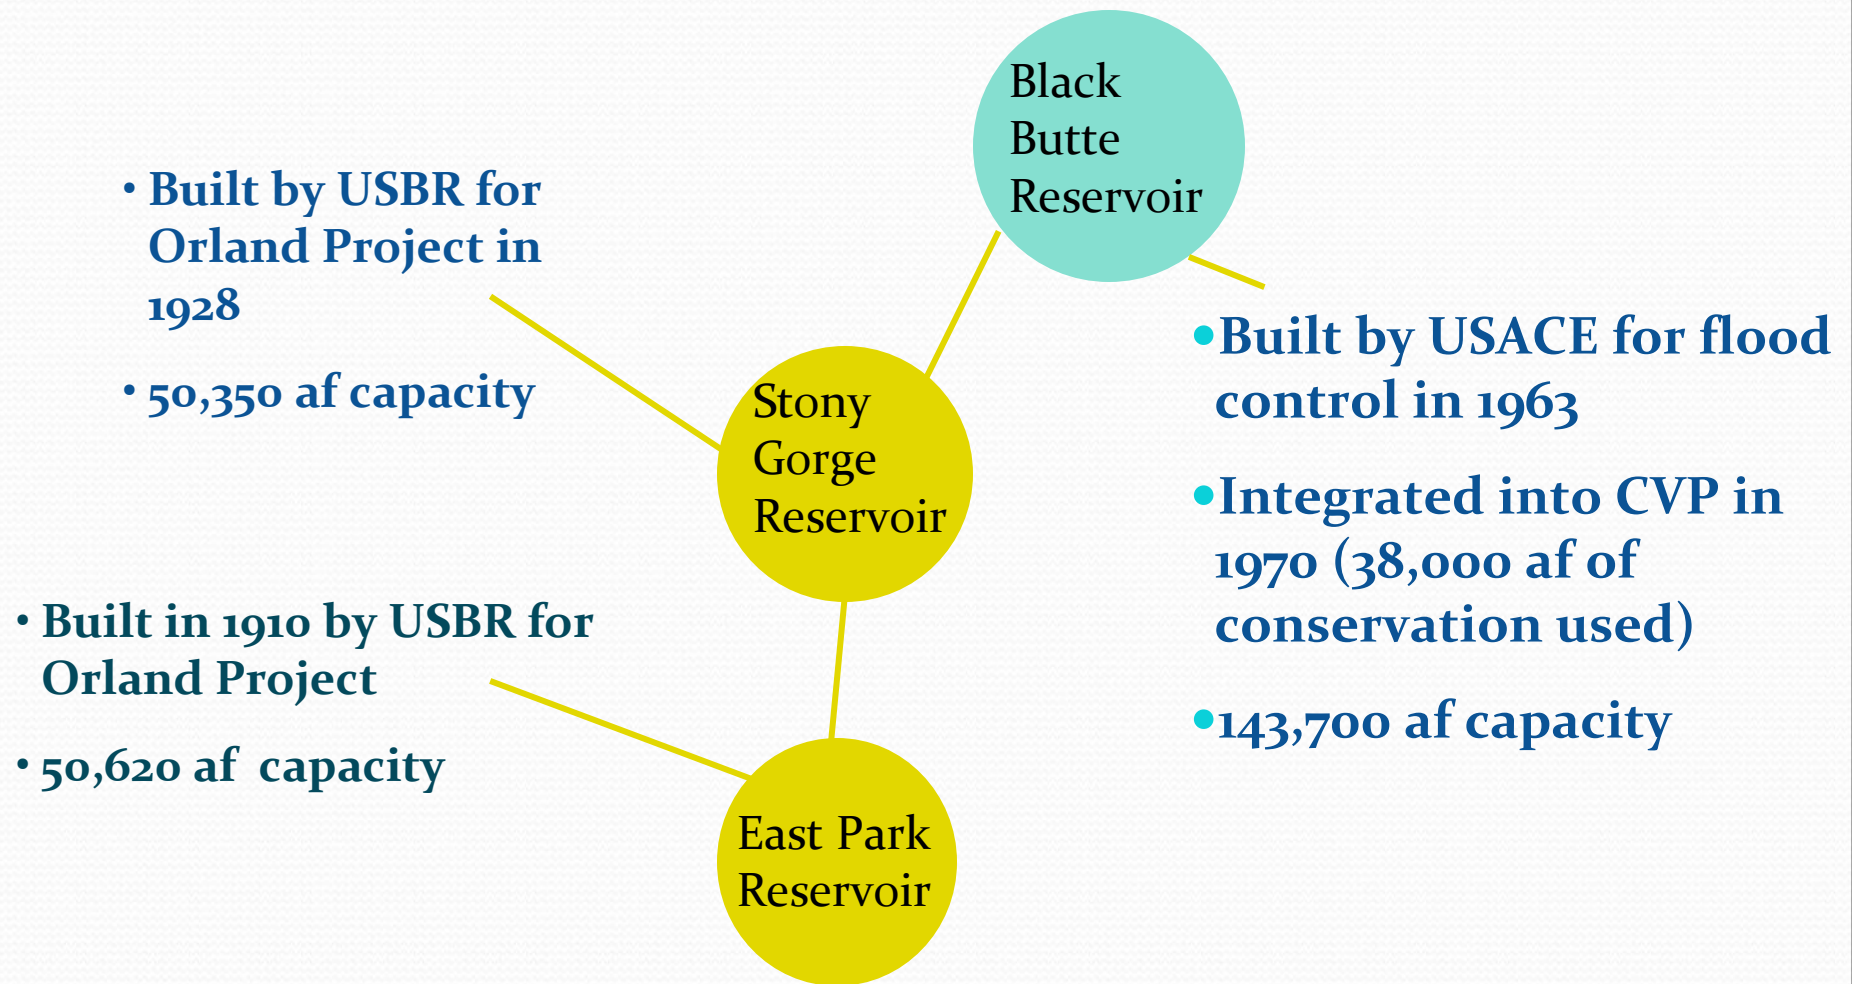 Black
Butte
Reservoir
• Built by USBR for
Orland Project in
1928
• 50,350 af capacity
•Built by USACE for flood
control in 1963
•Integrated into CVP in
1970 (38,000 af of
conservation used)
•143,700 af capacity
Stony
Gorge
Reservoir
• Built in 1910 by USBR for
Orland Project
• 50,620 af capacity
East Park
Reservoir